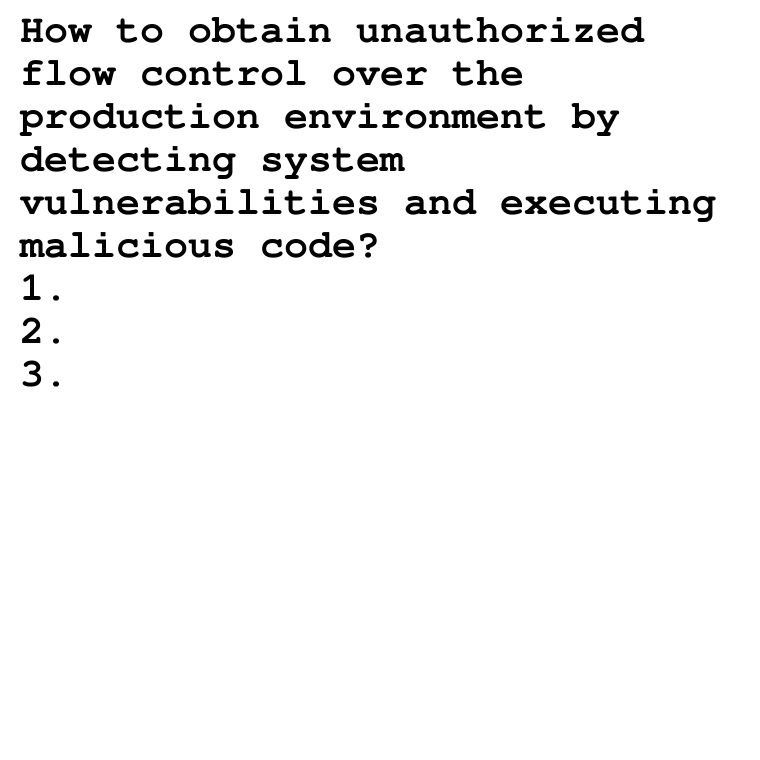 How to obtain unauthorized
flow control over the
production environment by
detecting system
vulnerabilities and executing
malicious code?
1.
2.
3.